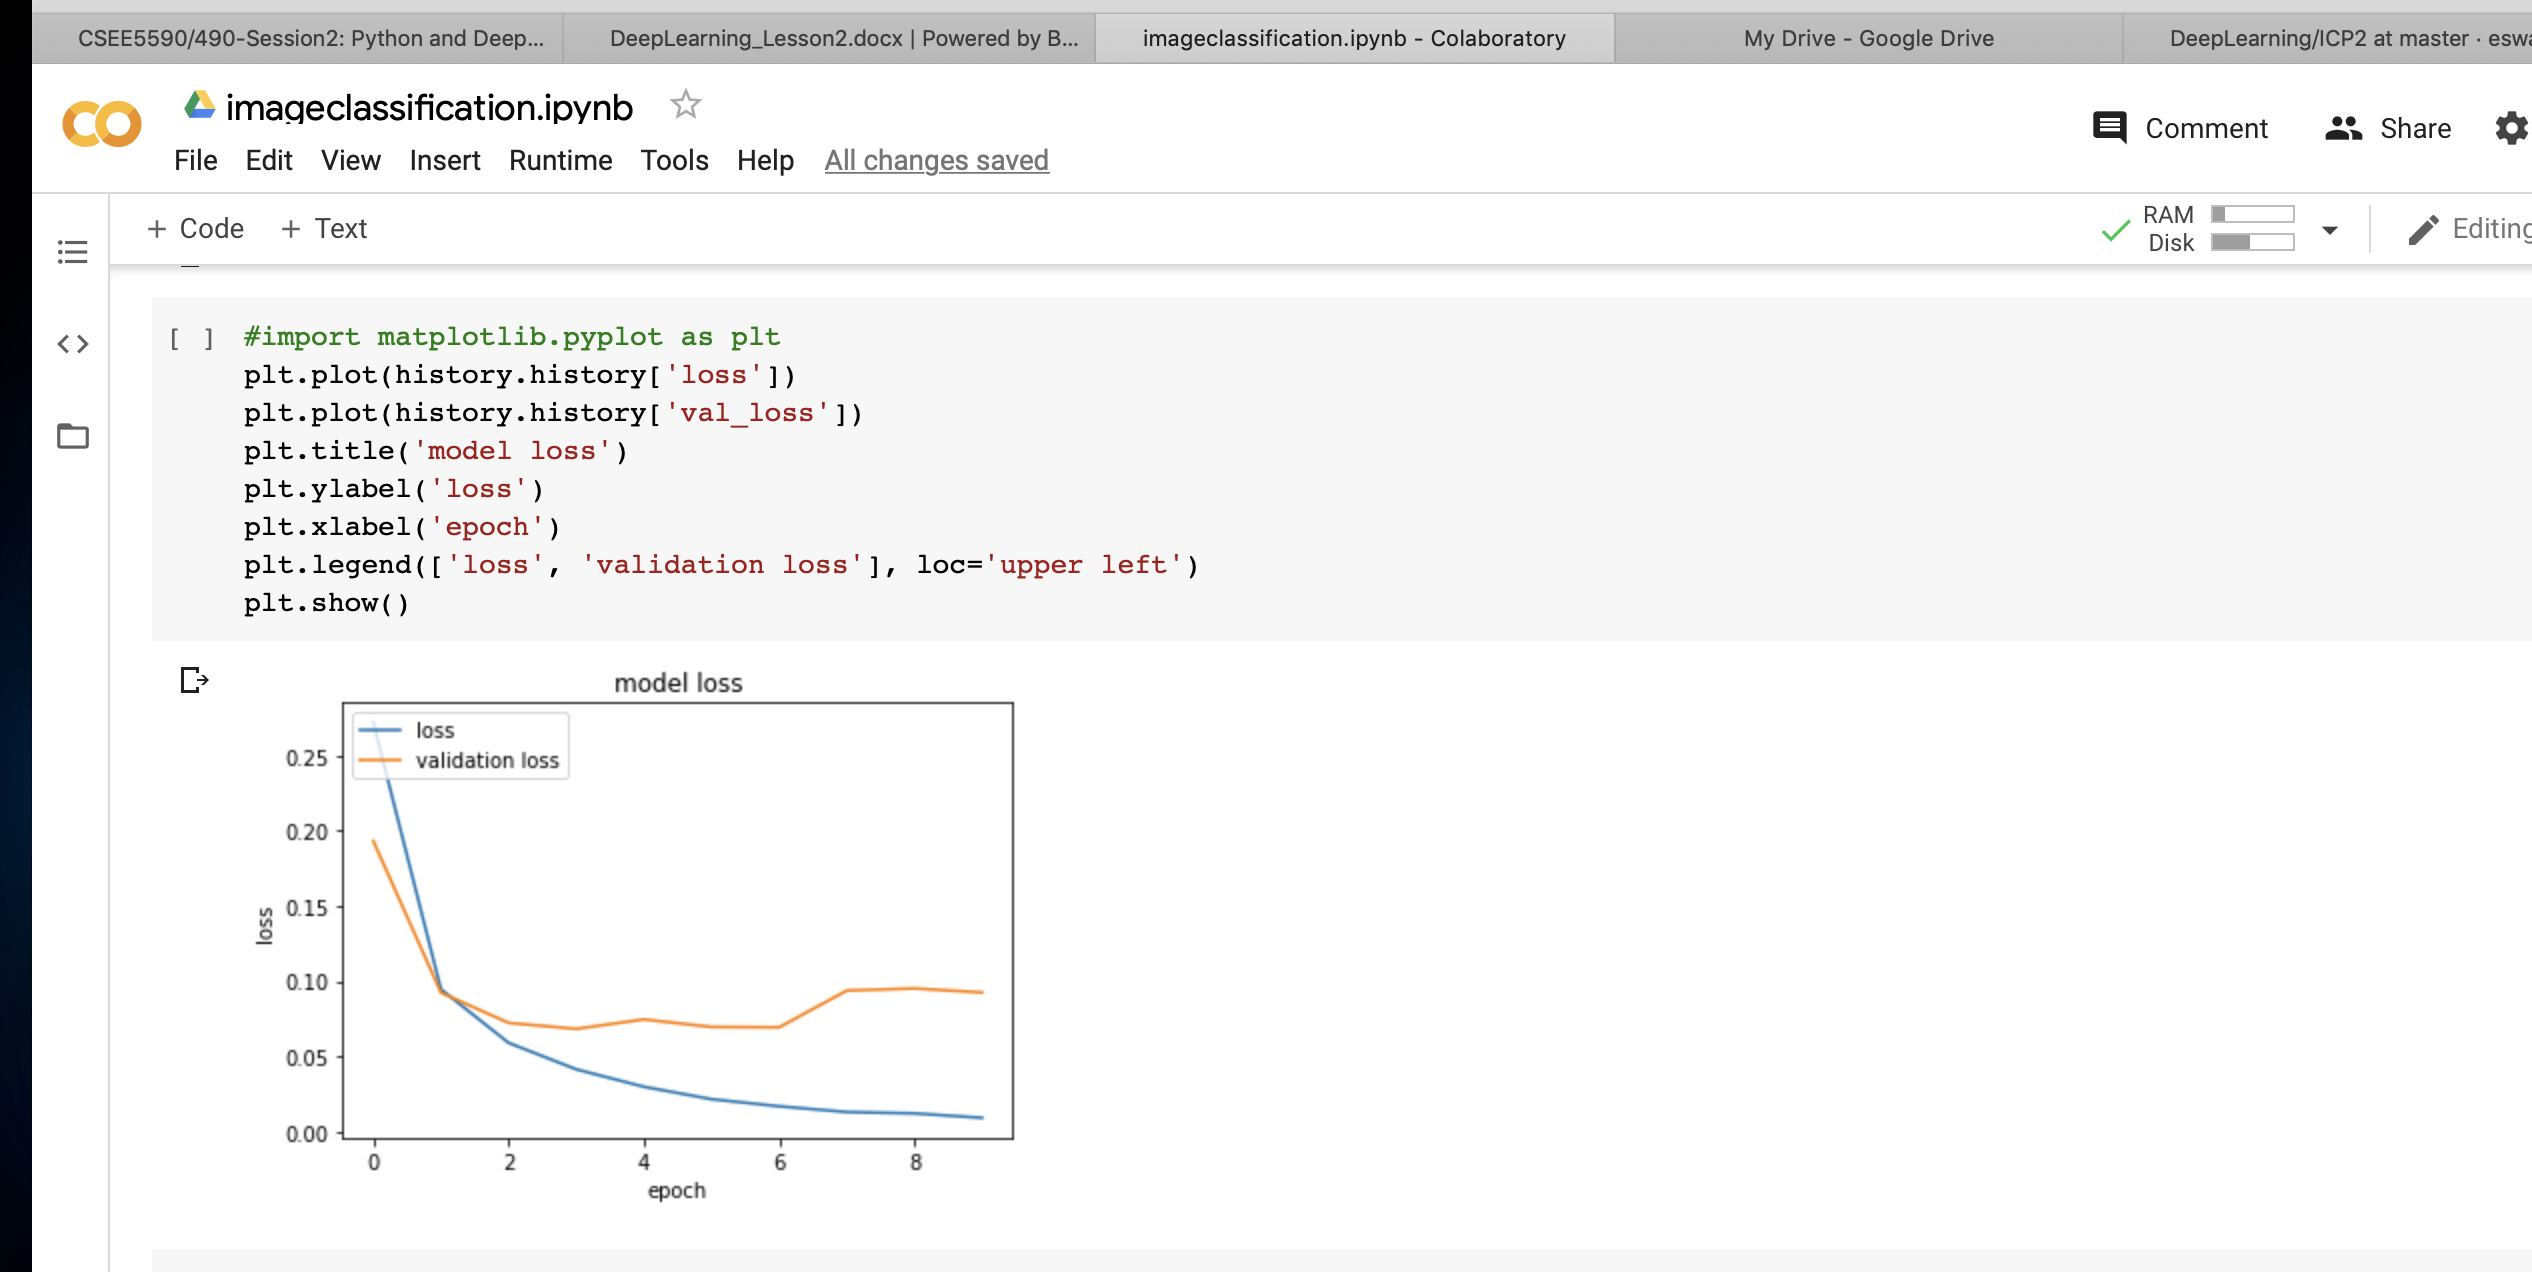 CSEE5590/490-Session2: Python and Deep...
DeepLearning_Lesson2.docx | Powered by B...
imageclassification.ipynb - Colaboratory
My Drive - Google Drive
DeepLearning/ICP2 at master · eswa
imageclassification.ipynb
Comment
Share
File Edit View Insert Runtime Tools Help All changes saved
+ Code + Text
RAM
Disk
Editing
[ ] #import matplotlib.pyplot as plt
plt.plot(history.history['loss'])
plt.plot(history.history['val_loss'])
plt.title('model loss')
plt.ylabel('loss')
plt.xlabel('epoch')
plt.legend(['loss', 'validation loss'], loc='upper left')
plt.show()
model loss
loss
validation loss
0.25
0.20
0.15
0.10
0.05
0.00
loss
0 2 4 6 8
epoch